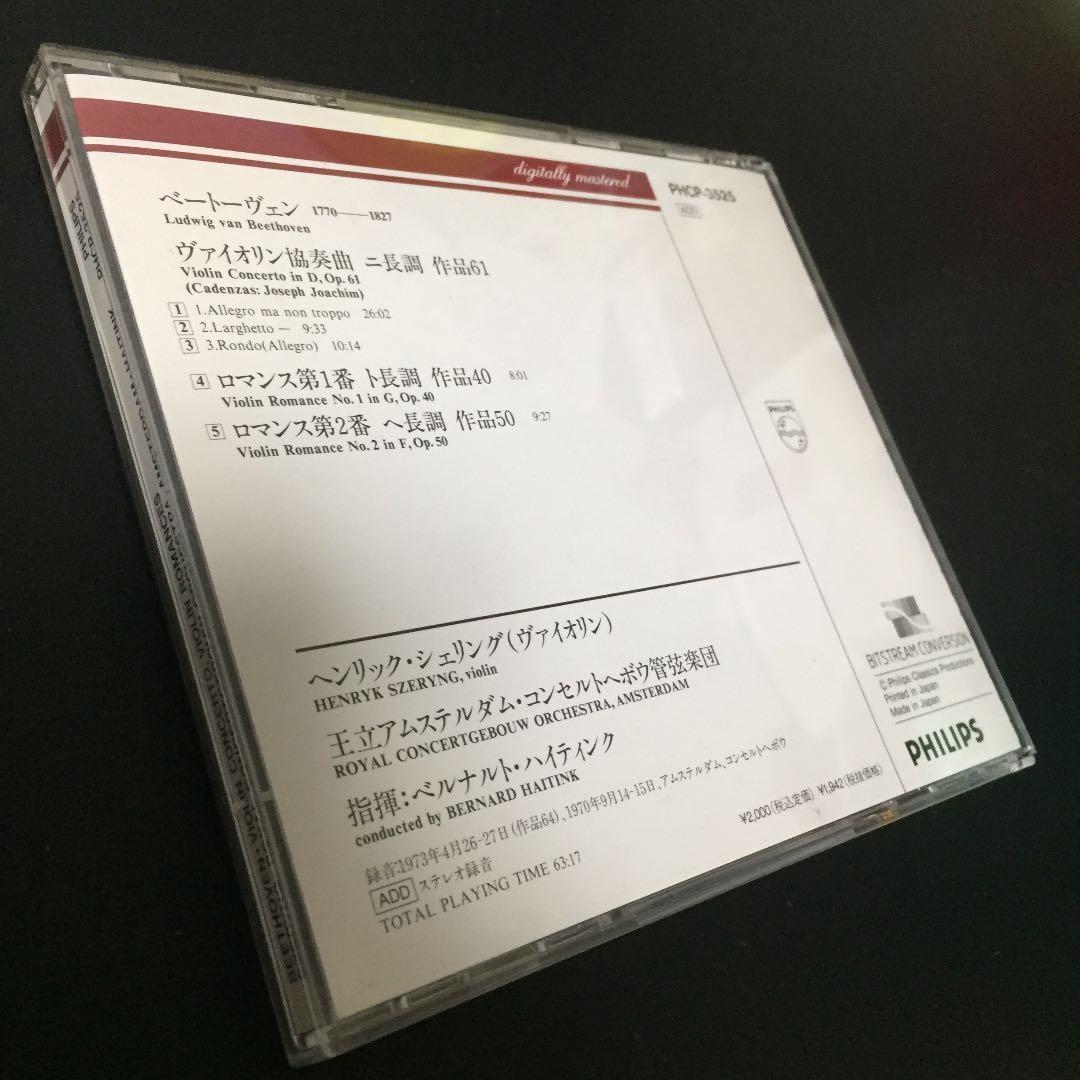 digitally mastered
PHCP-3525
ADD
ベートーヴェン 1770——1827
Ludwig van Beethoven
ヴァイオリン協奏曲 ニ長調 作品61
Violin Concerto in D, Op. 61
(Cadenzas: Joseph Joachim)
1 1.Allegro ma non troppo 26:02
2 2.Larghetto — 9:33
3 3.Rondo(Allegro) 10:14
4 ロマンス第1番 ト長調 作品40 8:01
Violin Romance No. 1 in G, Op. 40
5 ロマンス第2番 ヘ長調 作品50 9:27
Violin Romance No. 2 in F, Op. 50
PHILIPS
ヘンリック・シェリング(ヴァイオリン)
HENRYK SZERYNG, violin
王立アムステルダム・コンセルトヘボウ管弦楽団
ROYAL CONCERTGEBOUW ORCHESTRA, AMSTERDAM
指揮:ベルナルト・ハイティンク
conducted by BERNARD HAITINK
録音:1973年4月26-27日(作品64)、1970年9月14-15日、アムステルダム、コンセルトヘボウ
ADD ステレオ録音
TOTAL PLAYING TIME 63:17
¥2,000(税込定価) ¥1,942(税抜価格)
BITSTREAM CONVERSION
© Philips Classics Productions
Printed in Japan
Made in Japan
PHILIPS
PHILIPS
BEETHOVEN: VIOLIN CONCERTO, VIOLIN ROMANCES